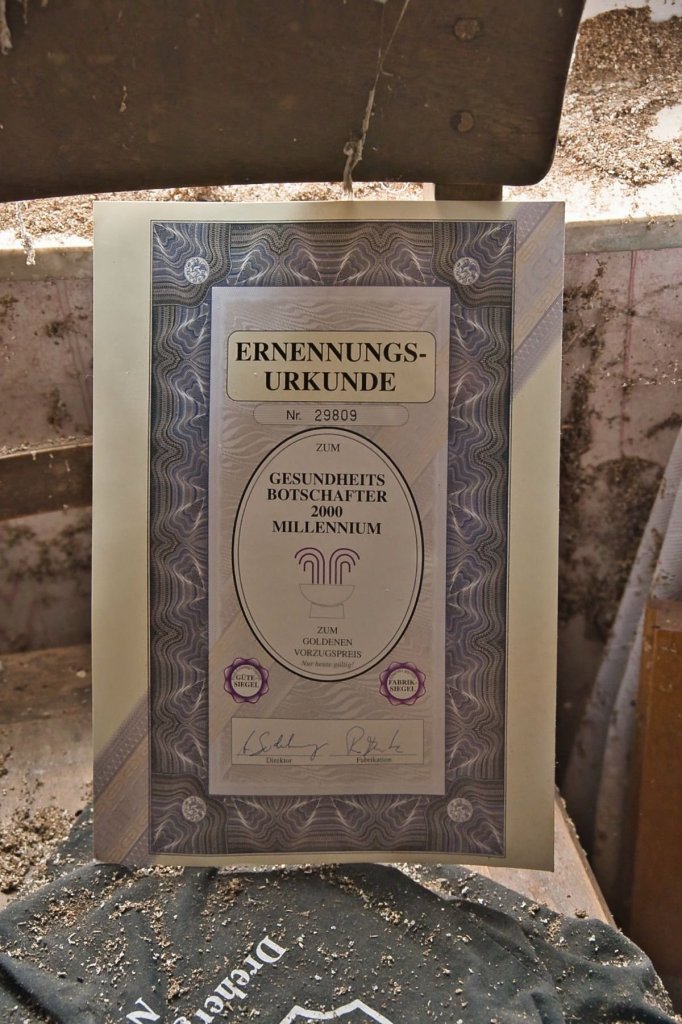 ERNENNUNGS-
URKUNDE
Nr. 29809
ZUM
GESUNDHEITS
BOTSCHAFTER
2000
MILLENNIUM
ZUM
GOLDENEN
VORZUGSPREIS
Nur heute gültig!
GÜTE-
SIEGEL
FABRIK-
SIEGEL
Direktor
Fabrikation
Dreher
N